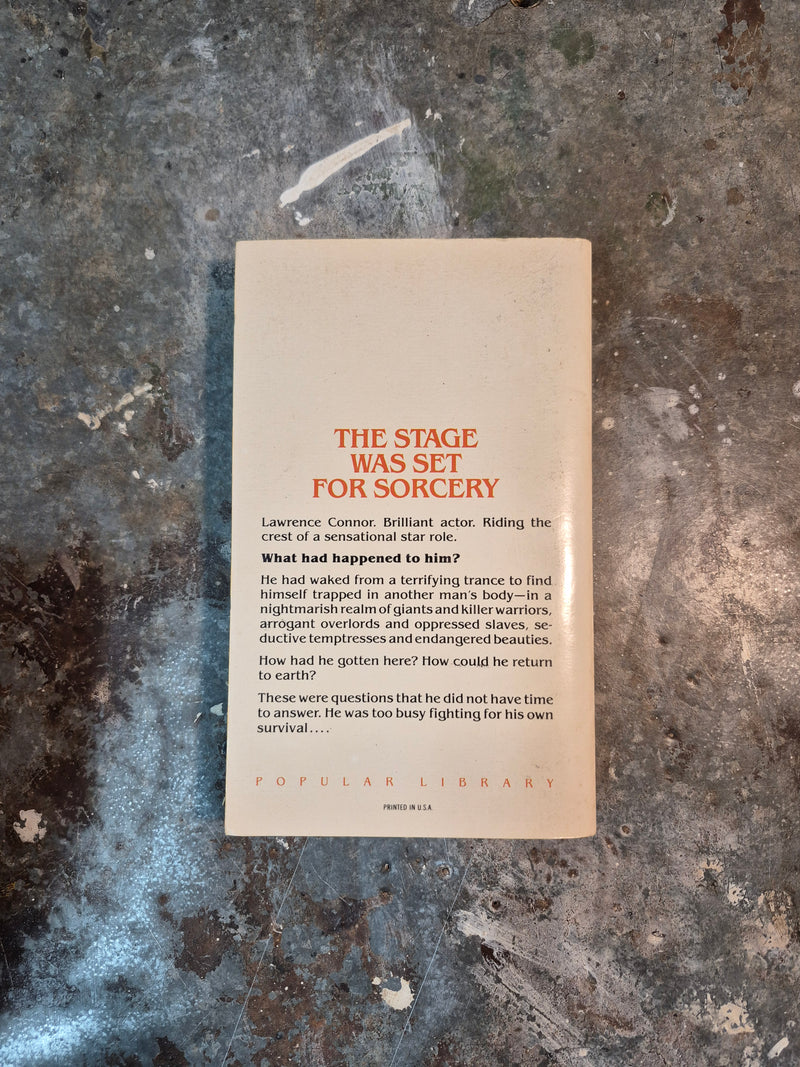 THE STAGE
WAS SET
FOR SORCERY
Lawrence Connor. Brilliant actor. Riding the
crest of a sensational star role.
What had happened to him?
He had waked from a terrifying trance to find
himself trapped in another man's body—in a
nightmarish realm of giants and killer warriors,
arrogant overlords and oppressed slaves, se-
ductive temptresses and endangered beauties.
How had he gotten here? How could he return
to earth?
These were questions that he did not have time
to answer. He was too busy fighting for his own
survival....
POPULAR LIBRARY
PRINTED IN U.S.A.